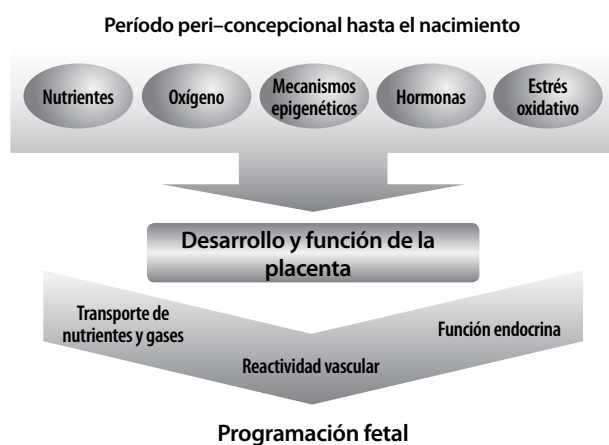 Período peri–concepcional hasta el nacimiento
Nutrientes
Oxígeno
Mecanismos
epigenéticos
Hormonas
Estrés
oxidativo
Desarrollo y función de la
placenta
Transporte de
nutrientes y gases
Reactividad vascular
Función endocrina
Programación fetal